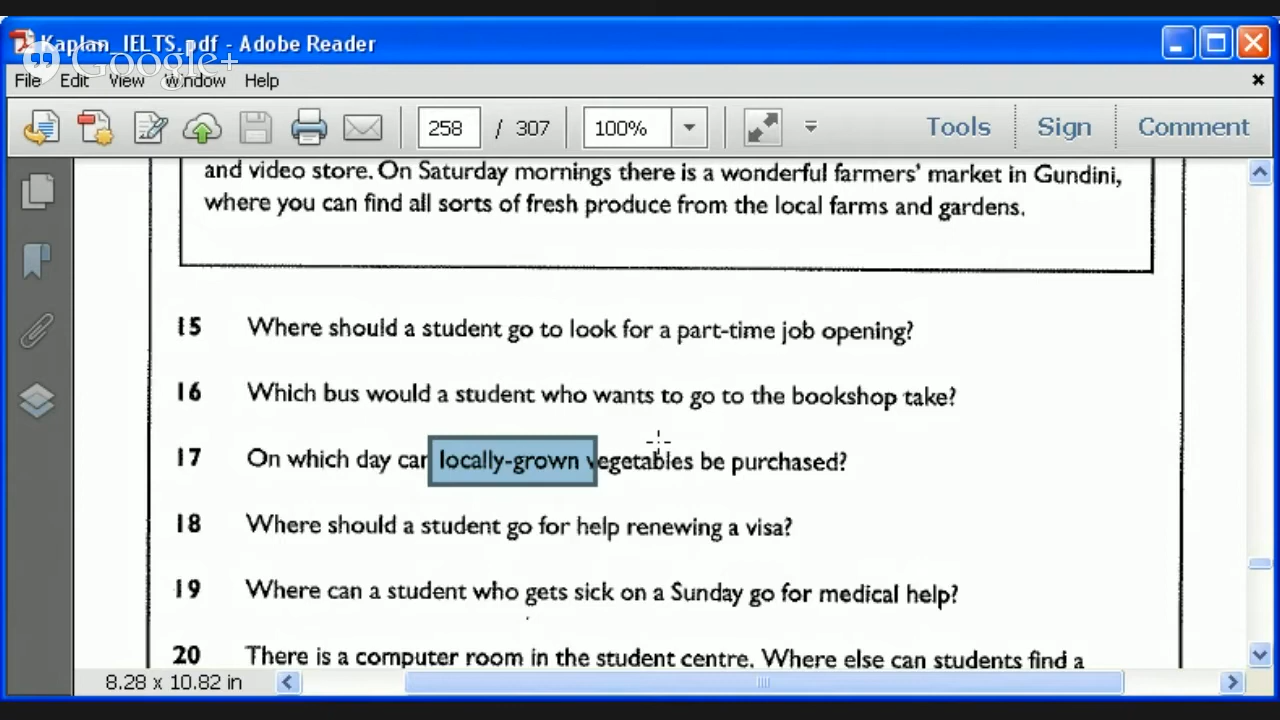 Kaplan_IELTS.pdf - Adobe Reader
Google+
File Edit View Window Help
258 / 307 100% Tools Sign Comment
and video store. On Saturday mornings there is a wonderful farmers' market in Gundini,
where you can find all sorts of fresh produce from the local farms and gardens.
15 Where should a student go to look for a part-time job opening?
16 Which bus would a student who wants to go to the bookshop take?
17 On which day can locally-grown vegetables be purchased?
18 Where should a student go for help renewing a visa?
19 Where can a student who gets sick on a Sunday go for medical help?
20 There is a computer room in the student centre. Where else can students find a
8.28 x 10.82 in